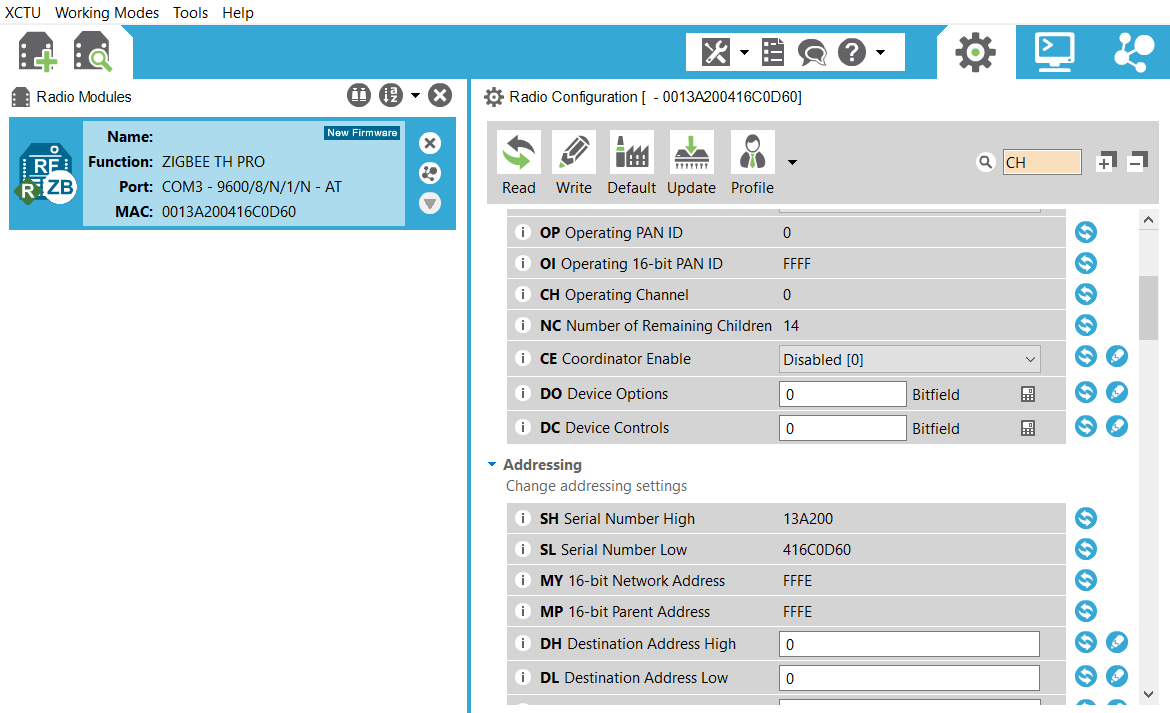 XCTU Working Modes Tools Help
Radio Modules
Radio Configuration [ - 0013A200416C0D60]
RF
R
ZB
Name:
New Firmware
Function: ZIGBEE TH PRO
Port: COM3 - 9600/8/N/1/N - AT
MAC: 0013A200416C0D60
Read Write Default Update Profile
CH
i OP Operating PAN ID 0
i OI Operating 16-bit PAN ID FFFF
i CH Operating Channel 0
i NC Number of Remaining Children 14
i CE Coordinator Enable Disabled [0]
i DO Device Options 0 Bitfield
i DC Device Controls 0 Bitfield
Addressing
Change addressing settings
i SH Serial Number High 13A200
i SL Serial Number Low 416C0D60
i MY 16-bit Network Address FFFE
i MP 16-bit Parent Address FFFE
i DH Destination Address High 0
i DL Destination Address Low 0